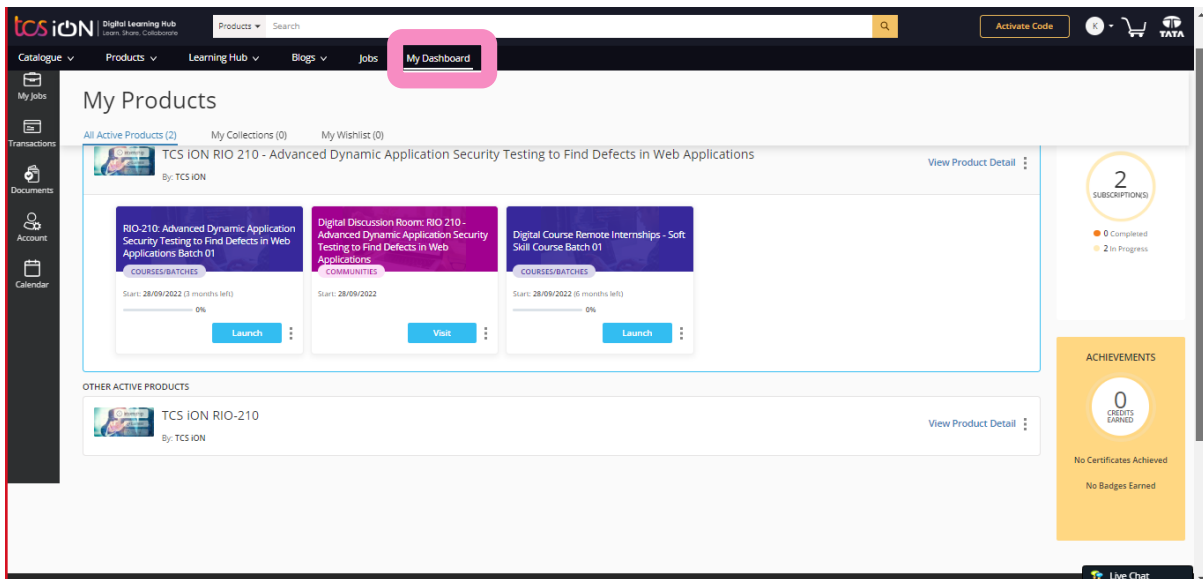 tcs iON
Digital Learning Hub
Learn. Share. Collaborate
Products
Search
Activate Code
K
TATA
Catalogue
Products
Learning Hub
Blogs
Jobs
My Dashboard
My Jobs
Transactions
Documents
Account
Calendar
My Products
All Active Products (2)
My Collections (0)
My Wishlist (0)
TCS iON RIO 210 - Advanced Dynamic Application Security Testing to Find Defects in Web Applications
By: TCS iON
View Product Detail
RIO-210: Advanced Dynamic Application
Security Testing to Find Defects in Web
Applications Batch 01
COURSES/BATCHES
Start: 28/09/2022 (3 months left)
0%
Launch
Digital Discussion Room: RIO 210 -
Advanced Dynamic Application Security
Testing to Find Defects in Web
Applications
COMMUNITIES
Start: 28/09/2022
Visit
Digital Course Remote Internships - Soft
Skill Course Batch 01
COURSES/BATCHES
Start: 28/09/2022 (6 months left)
0%
Launch
OTHER ACTIVE PRODUCTS
TCS iON RIO-210
By: TCS iON
View Product Detail
2
SUBSCRIPTION(S)
0 Completed
2 In Progress
ACHIEVEMENTS
0
CREDITS
EARNED
No Certificates Achieved
No Badges Earned
Live Chat